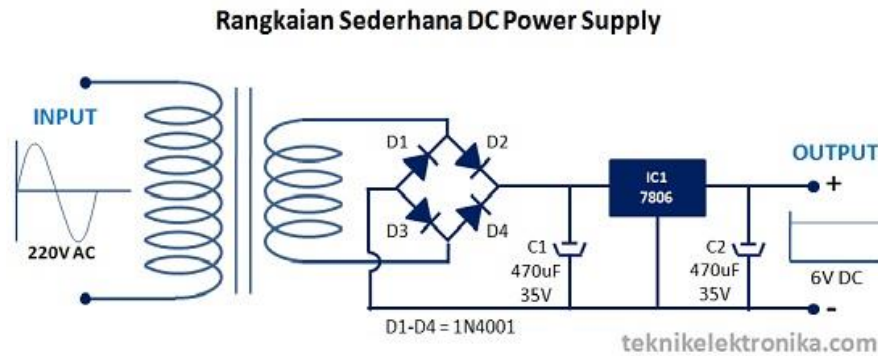 Rangkaian Sederhana DC Power Supply
INPUT
220V AC
D1
D2
D3
D4
D1-D4 = 1N4001
C1
470uF
35V
IC1
7806
C2
470uF
35V
OUTPUT
+
6V DC
-
teknikelektronika.com